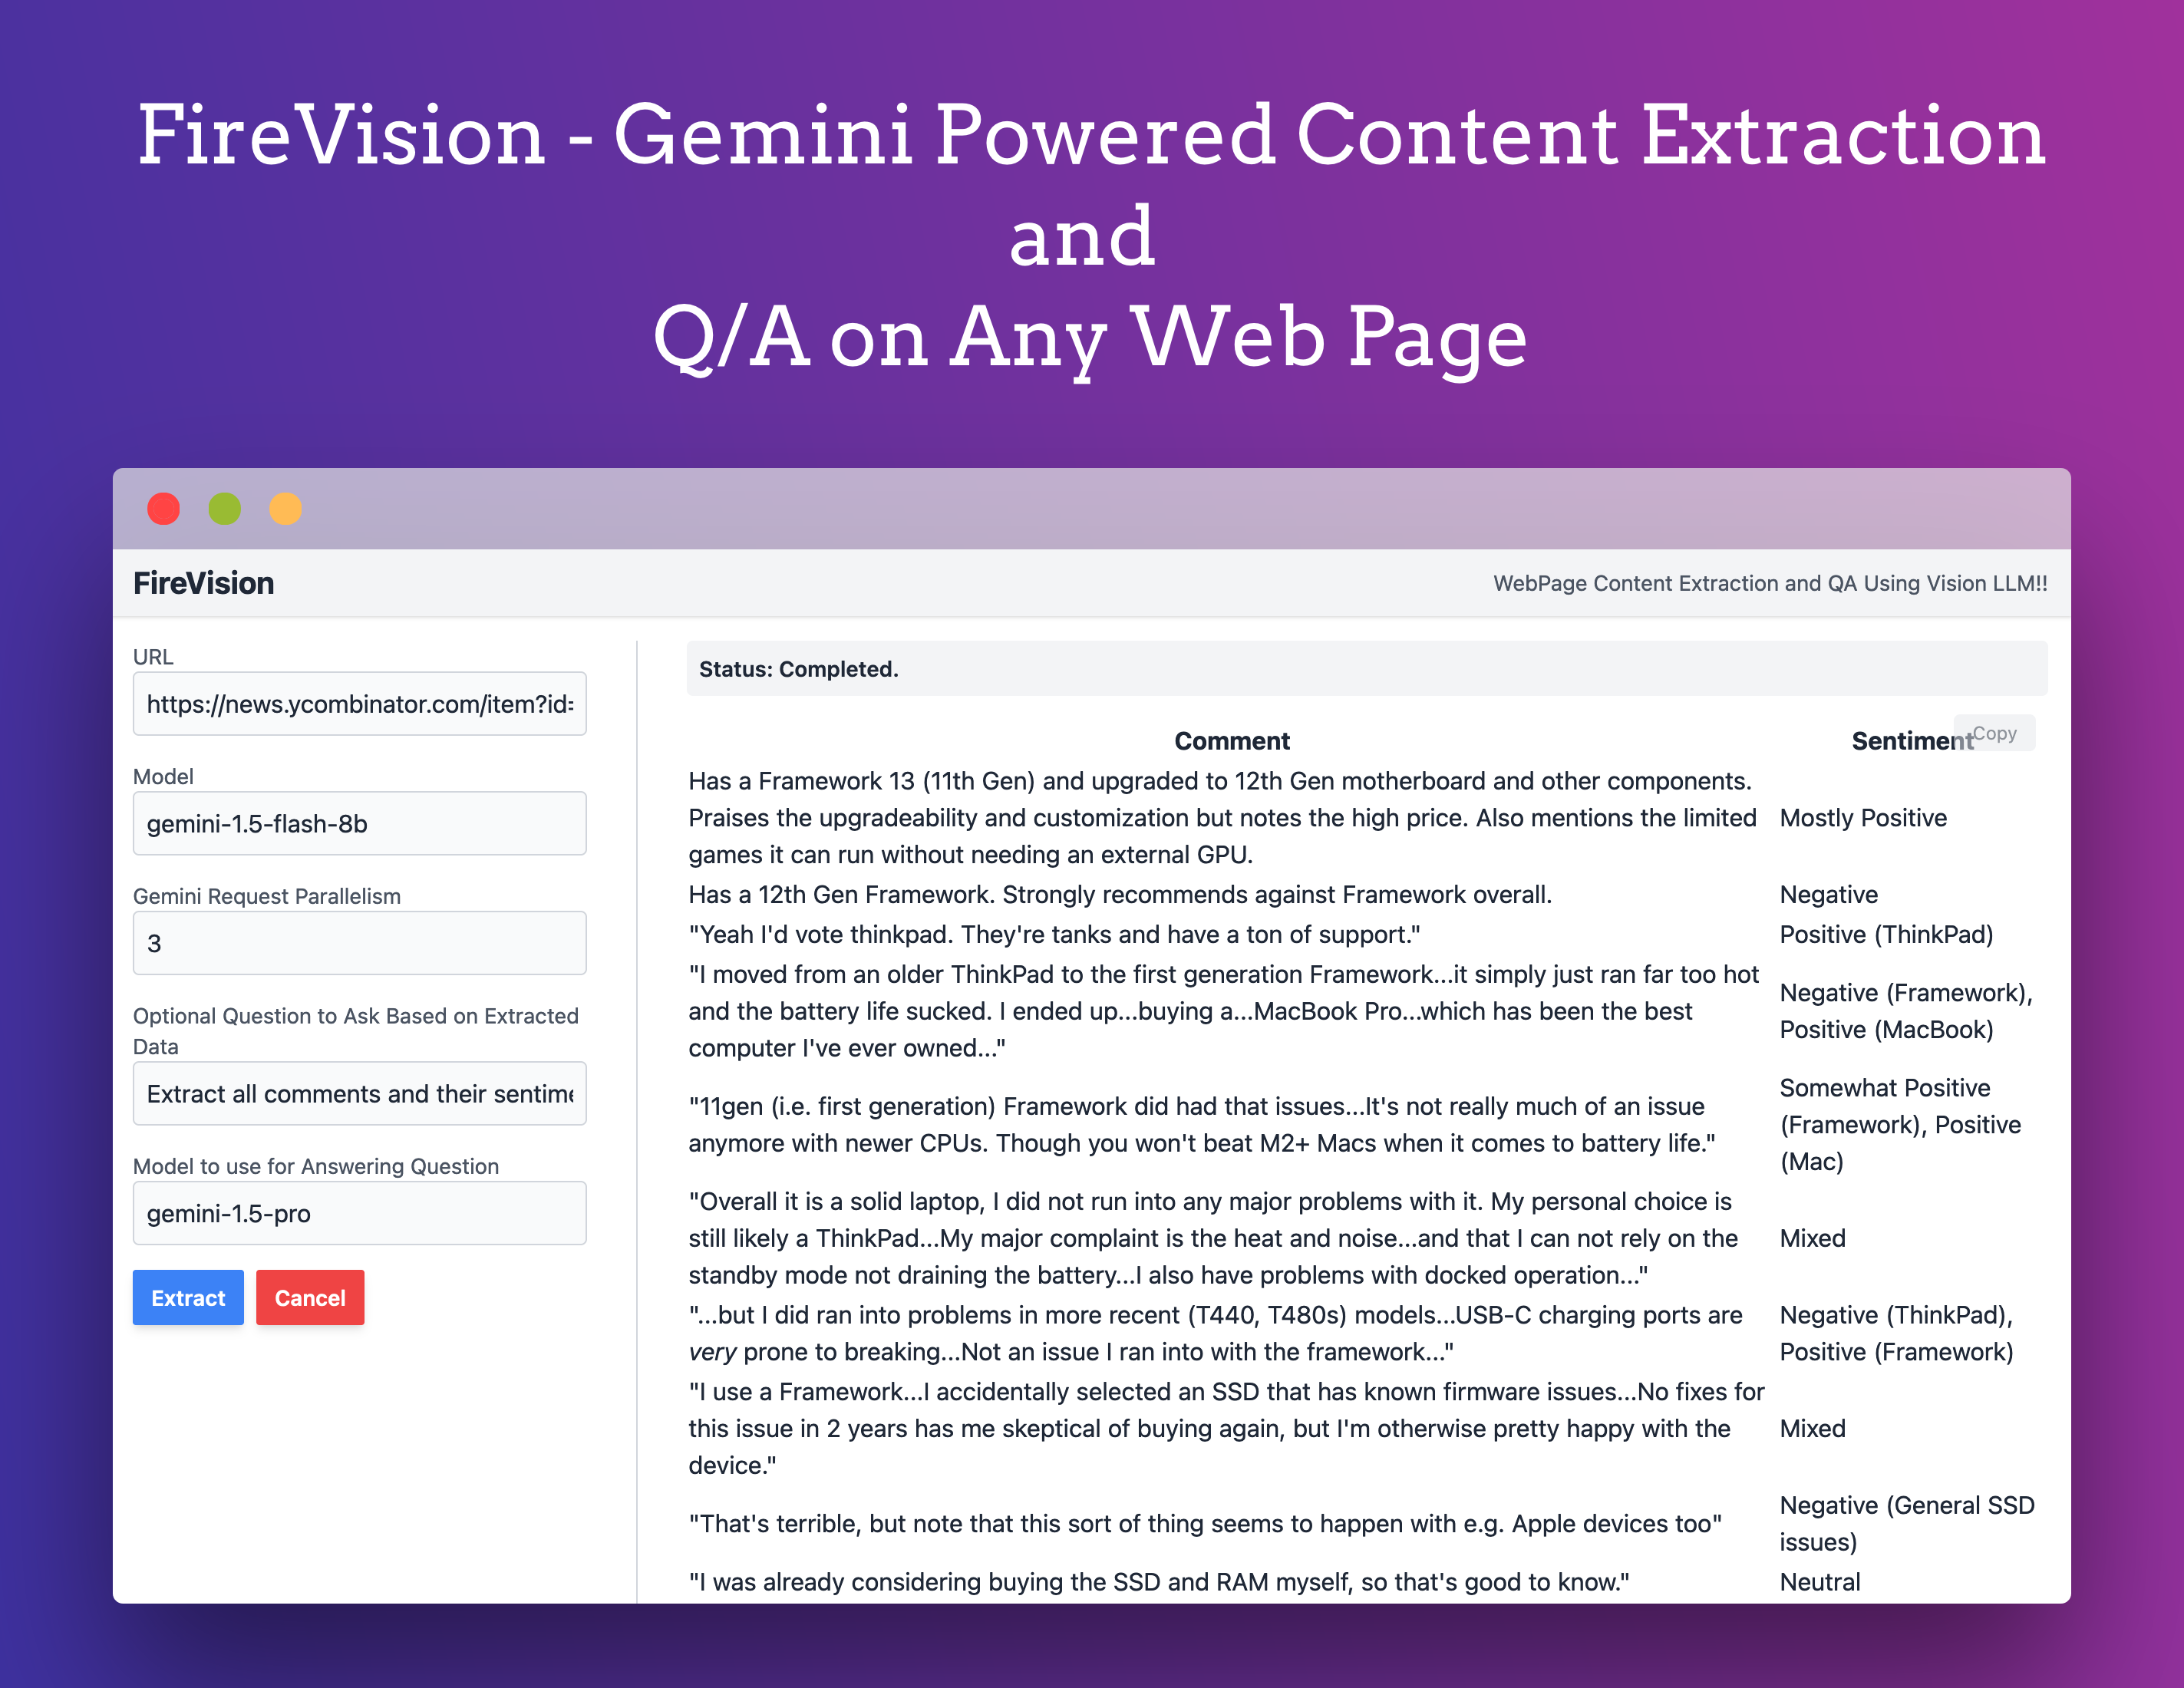 FireVision - Gemini Powered Content Extraction
and
Q/A on Any Web Page
FireVision
WebPage Content Extraction and QA Using Vision LLM!!
URL
https://news.ycombinator.com/item?id=
Model
gemini-1.5-flash-8b
Gemini Request Parallelism
3
Optional Question to Ask Based on Extracted
Data
Extract all comments and their sentime
Model to use for Answering Question
gemini-1.5-pro
Extract
Cancel
Status: Completed.
Copy
Comment
Sentiment
Has a Framework 13 (11th Gen) and upgraded to 12th Gen motherboard and other components.
Praises the upgradeability and customization but notes the high price. Also mentions the limited
games it can run without needing an external GPU.
Mostly Positive
Has a 12th Gen Framework. Strongly recommends against Framework overall.
Negative
"Yeah I'd vote thinkpad. They're tanks and have a ton of support."
Positive (ThinkPad)
"I moved from an older ThinkPad to the first generation Framework...it simply just ran far too hot
and the battery life sucked. I ended up...buying a...MacBook Pro...which has been the best
computer I've ever owned..."
Negative (Framework),
Positive (MacBook)
"11gen (i.e. first generation) Framework did had that issues...It's not really much of an issue
anymore with newer CPUs. Though you won't beat M2+ Macs when it comes to battery life."
Somewhat Positive
(Framework), Positive
(Mac)
"Overall it is a solid laptop, I did not run into any major problems with it. My personal choice is
still likely a ThinkPad...My major complaint is the heat and noise...and that I can not rely on the
standby mode not draining the battery...I also have problems with docked operation..."
Mixed
"...but I did ran into problems in more recent (T440, T480s) models...USB-C charging ports are
very prone to breaking...Not an issue I ran into with the framework..."
Negative (ThinkPad),
Positive (Framework)
"I use a Framework...I accidentally selected an SSD that has known firmware issues...No fixes for
this issue in 2 years has me skeptical of buying again, but I'm otherwise pretty happy with the
device."
Mixed
"That's terrible, but note that this sort of thing seems to happen with e.g. Apple devices too"
Negative (General SSD
issues)
"I was already considering buying the SSD and RAM myself, so that's good to know."
Neutral